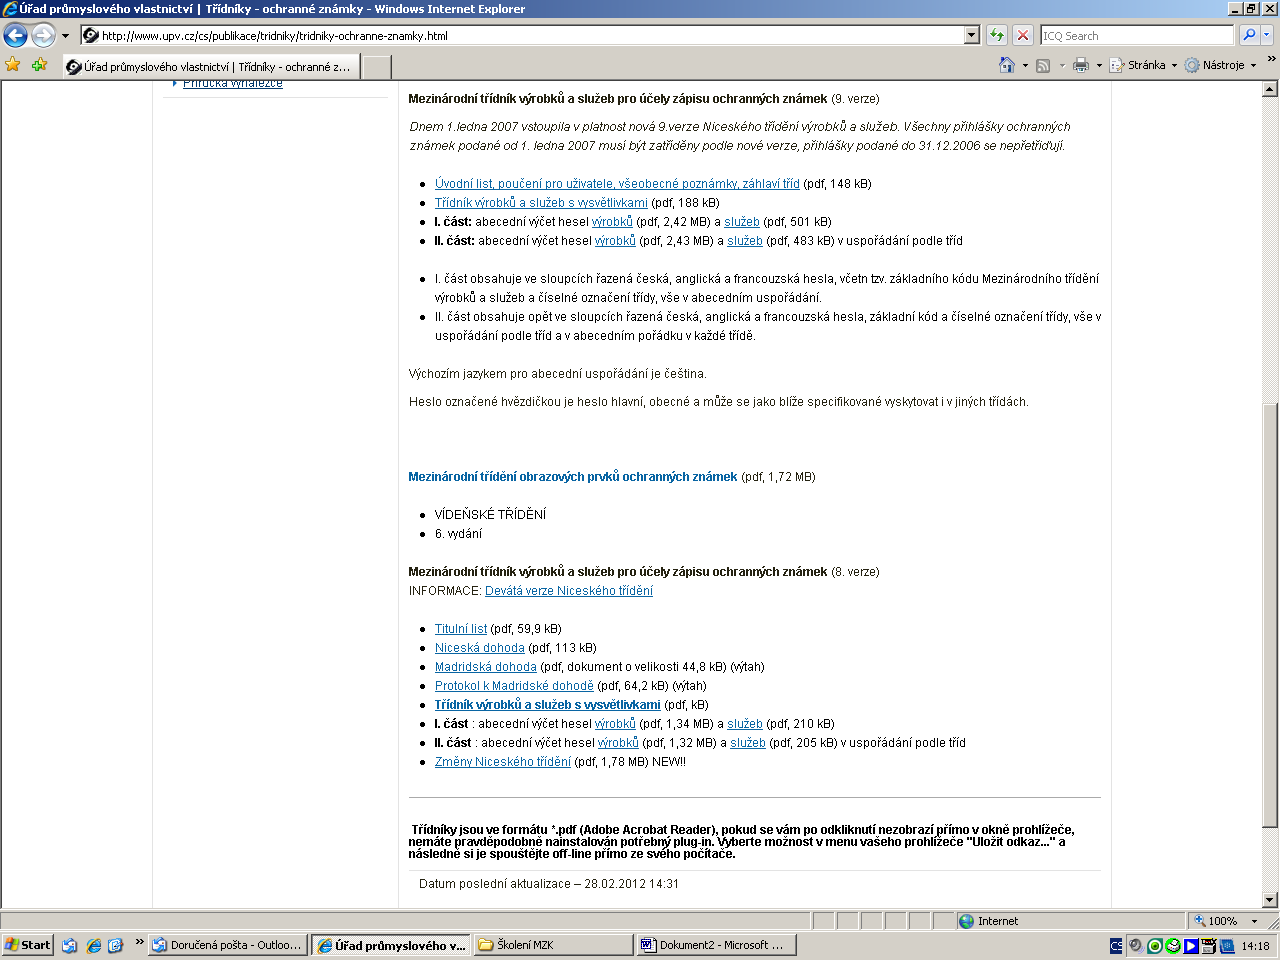 Úřad průmyslového vlastnictví | Třídníky - ochranné známky - Windows Internet Explorer
http://www.upv.cz/cs/publikace/tridniky/tridniky-ochranne-znamky.html
ICQ Search
Úřad průmyslového vlastnictví | Třídníky - ochranné z...
Stránka
Nástroje
Příručka vynálezce
Mezinárodní třídník výrobků a služeb pro účely zápisu ochranných známek (9. verze)
Dnem 1.ledna 2007 vstoupila v platnost nová 9.verze Niceského třídění výrobků a služeb. Všechny přihlášky ochranných
známek podané od 1. ledna 2007 musí být zatříděny podle nové verze, přihlášky podané do 31.12.2006 se nepřetřiďují.
Úvodní list, poučení pro uživatele, všeobecné poznámky, záhlaví tříd (pdf, 148 kB)
Třídník výrobků a služeb s vysvětlivkami (pdf, 188 kB)
I. část: abecední výčet hesel výrobků (pdf, 2,42 MB) a služeb (pdf, 501 kB)
II. část: abecední výčet hesel výrobků (pdf, 2,43 MB) a služeb (pdf, 483 kB) v uspořádání podle tříd
I. část obsahuje ve sloupcích řazená česká, anglická a francouzská hesla, včetn tzv. základního kódu Mezinárodního třídění
výrobků a služeb a číselné označení třídy, vše v abecedním uspořádání.
II. část obsahuje opět ve sloupcích řazená česká, anglická a francouzská hesla, základní kód a číselné označení třídy, vše v
uspořádání podle tříd a v abecedním pořádku v každé třídě.
Výchozím jazykem pro abecední uspořádání je čeština.
Heslo označené hvězdičkou je heslo hlavní, obecné a může se jako blíže specifikované vyskytovat i v jiných třídách.
Mezinárodní třídění obrazových prvků ochranných známek (pdf, 1,72 MB)
VÍDEŇSKÉ TŘÍDĚNÍ
6. vydání
Mezinárodní třídník výrobků a služeb pro účely zápisu ochranných známek (8. verze)
INFORMACE: Devátá verze Niceského třídění
Titulní list (pdf, 59,9 kB)
Niceská dohoda (pdf, 113 kB)
Madridská dohoda (pdf, dokument o velikosti 44,8 kB) (výtah)
Protokol k Madridské dohodě (pdf, 64,2 kB) (výtah)
Třídník výrobků a služeb s vysvětlivkami (pdf, kB)
I. část : abecední výčet hesel výrobků (pdf, 1,34 MB) a služeb (pdf, 210 kB)
II. část : abecední výčet hesel výrobků (pdf, 1,32 MB) a služeb (pdf, 205 kB) v uspořádání podle tříd
Změny Niceského třídění (pdf, 1,78 MB) NEW!!
Třídníky jsou ve formátu *.pdf (Adobe Acrobat Reader), pokud se vám po odkliknutí nezobrazí přímo v okně prohlížeče,
nemáte pravděpodobně nainstalován potřebný plug-in. Vyberte možnost v menu vašeho prohlížeče "Uložit odkaz..." a
následně si je spouštějte off-line přímo ze svého počítače.
Datum poslední aktualizace – 28.02.2012 14:31
Internet
100%
Start
Doručená pošta - Outloo...
Úřad průmyslového v...
Školení MZK
Dokument2 - Microsoft ...
CS
14:18